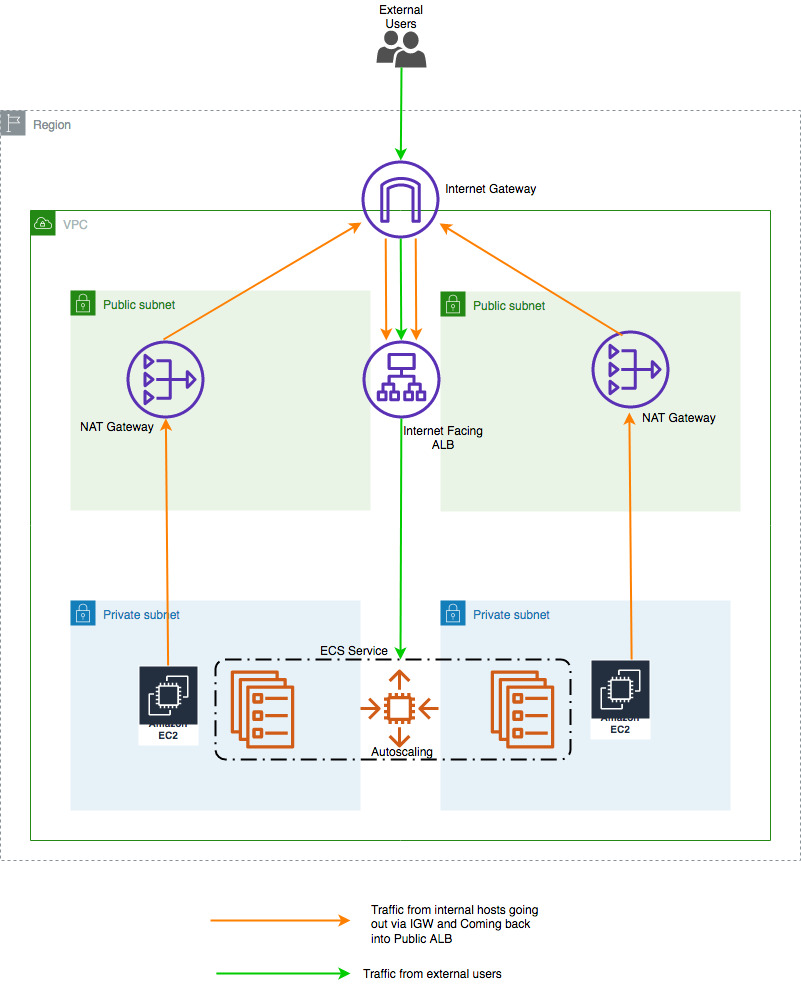 External
Users
Region
Internet Gateway
VPC
Public subnet
Public subnet
NAT Gateway
Internet Facing
ALB
NAT Gateway
Private subnet
Private subnet
ECS Service
Amazon
EC2
Autoscaling
Amazon
EC2
Traffic from internal hosts going
out via IGW and Coming back
into Public ALB
Traffic from external users